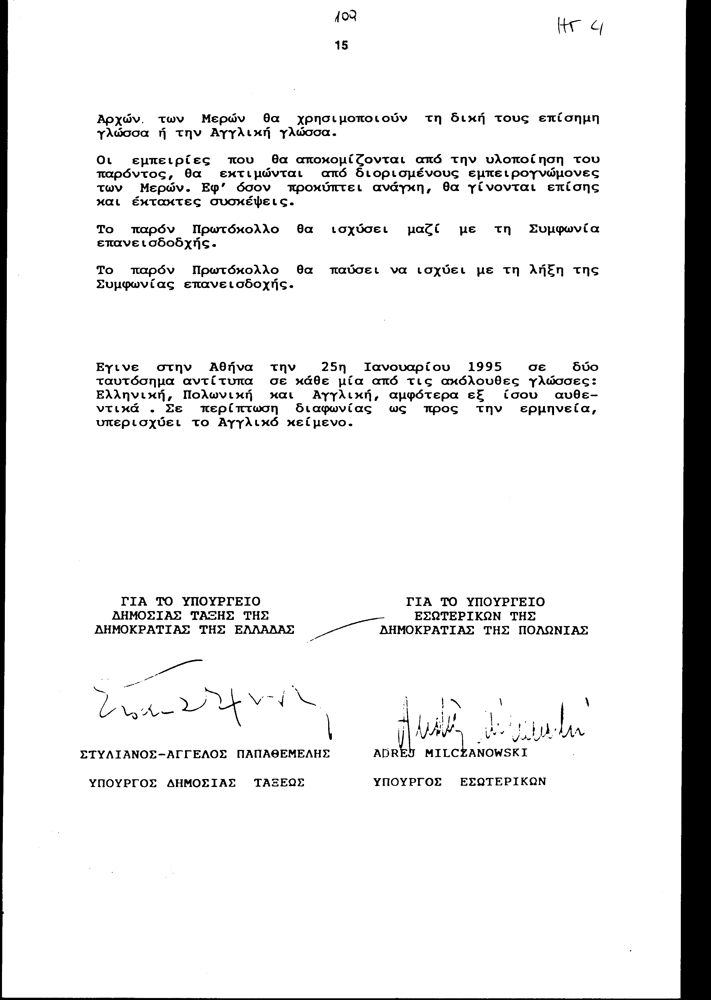 109
15
Αρχών. των Μερών θα χρησιμοποιούν τη δική τους επίσημη
γλώσσα ή την Αγγλική γλώσσα.
Οι εμπειρίες που θα αποκομίζονται από την υλοποίηση του
παρόντος, θα εκτιμώνται από διορισμένους εμπειρογνώμονες
των Μερών. Εφ' όσον προκύπτει ανάγκη, θα γίνονται επίσης
και έκτακτες συσκέψεις.
Το παρόν Πρωτόκολλο θα ισχύσει μαζί με τη Συμφωνία
επανεισδοδχής.
Το παρόν Πρωτόκολλο θα παύσει να ισχύει με τη λήξη της
Συμφωνίας επανεισδοχής.
Εγινε στην Αθήνα την 25η Ιανουαρίου 1995 σε δύο
ταυτόσημα αντίτυπα σε κάθε μία από τις ακόλουθες γλώσσες:
Ελληνική, Πολωνική και Αγγλική, αμφότερα εξ ίσου αυθε-
ντικά . Σε περίπτωση διαφωνίας ως προς την ερμηνεία,
υπερισχύει το Αγγλικό κείμενο.
ΓΙΑ ΤΟ ΥΠΟΥΡΓΕΙΟ
ΔΗΜΟΣΙΑΣ ΤΑΞΗΣ ΤΗΣ
ΔΗΜΟΚΡΑΤΙΑΣ ΤΗΣ ΕΛΛΑΔΑΣ
ΣΤΥΛΙΑΝΟΣ-ΑΓΓΕΛΟΣ ΠΑΠΑΘΕΜΕΛΗΣ
ΥΠΟΥΡΓΟΣ ΔΗΜΟΣΙΑΣ ΤΑΞΕΩΣ
ΓΙΑ ΤΟ ΥΠΟΥΡΓΕΙΟ
ΕΣΩΤΕΡΙΚΩΝ ΤΗΣ
ΔΗΜΟΚΡΑΤΙΑΣ ΤΗΣ ΠΟΛΩΝΙΑΣ
ADREJ MILCZANOWSKI
ΥΠΟΥΡΓΟΣ ΕΣΩΤΕΡΙΚΩΝ